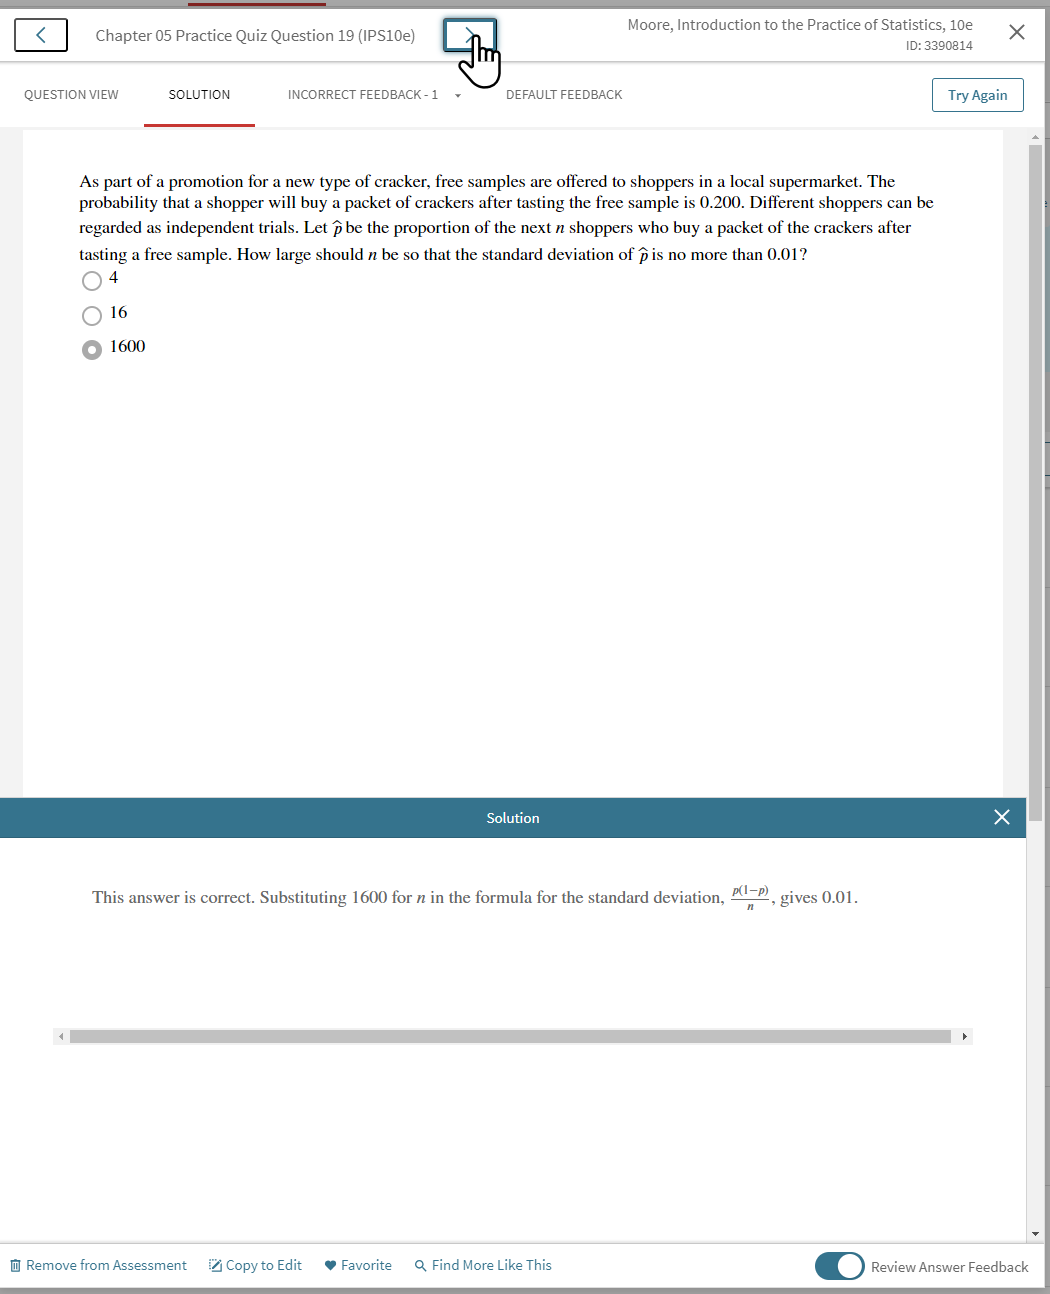 Chapter 05 Practice Quiz Question 19 (IPS10e)
Moore, Introduction to the Practice of Statistics, 10e
ID: 3390814
QUESTION VIEW
SOLUTION
INCORRECT FEEDBACK - 1
DEFAULT FEEDBACK
Try Again
As part of a promotion for a new type of cracker, free samples are offered to shoppers in a local supermarket. The
probability that a shopper will buy a packet of crackers after tasting the free sample is 0.200. Different shoppers can be
regarded as independent trials. Let p̂ be the proportion of the next n shoppers who buy a packet of the crackers after
tasting a free sample. How large should n be so that the standard deviation of p̂ is no more than 0.01?
4
16
1600
Solution
This answer is correct. Substituting 1600 for n in the formula for the standard deviation, p(1−p)/n, gives 0.01.
Remove from Assessment
Copy to Edit
Favorite
Find More Like This
Review Answer Feedback